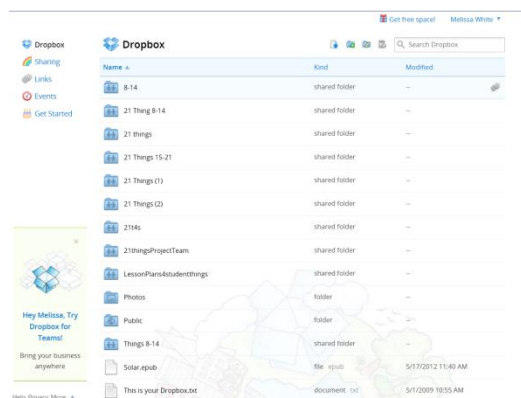 Get free space! Melissa White
Dropbox
Sharing
Links
Events
Get Started
Dropbox
Search Dropbox
Name Kind Modified
8-14 shared folder --
21 Thing 8-14 shared folder --
21 things shared folder --
21 Things 15-21 shared folder --
21 Things (1) shared folder --
21 Things (2) shared folder --
21t4s shared folder --
21thingsProjectTeam shared folder --
LessonPlans4studentthings shared folder --
Photos folder --
Public folder --
Things 8-14 shared folder --
Solar.epub file epub 5/17/2012 11:40 AM
This is your Dropbox.txt document txt 5/1/2009 10:55 AM
Hey Melissa, Try
Dropbox for
Teams!
Bring your business
anywhere
Help Privacy More